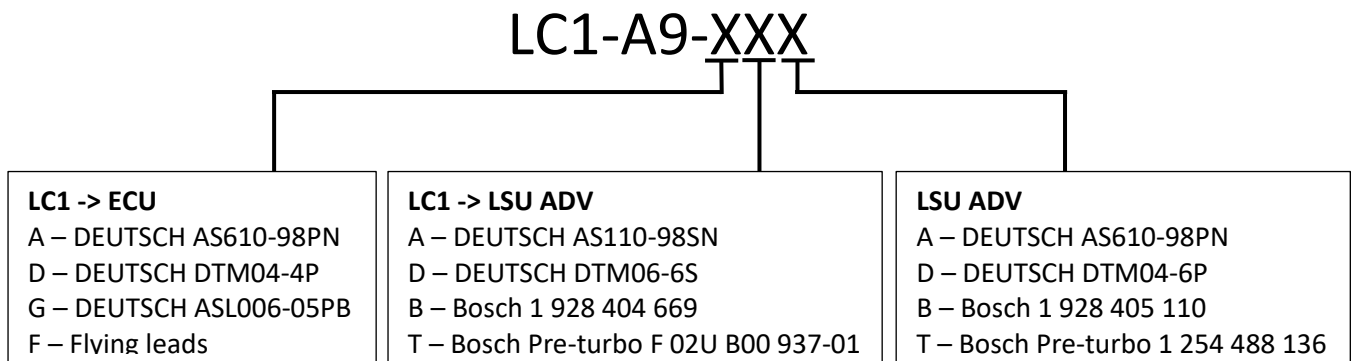 LC1-A9-XXX
LC1 -> ECU
A – DEUTSCH AS610-98PN
D – DEUTSCH DTM04-4P
G – DEUTSCH ASL006-05PB
F – Flying leads
LC1 -> LSU ADV
A – DEUTSCH AS110-98SN
D – DEUTSCH DTM06-6S
B – Bosch 1 928 404 669
T – Bosch Pre-turbo F 02U B00 937-01
LSU ADV
A – DEUTSCH AS610-98PN
D – DEUTSCH DTM04-6P
B – Bosch 1 928 405 110
T – Bosch Pre-turbo 1 254 488 136